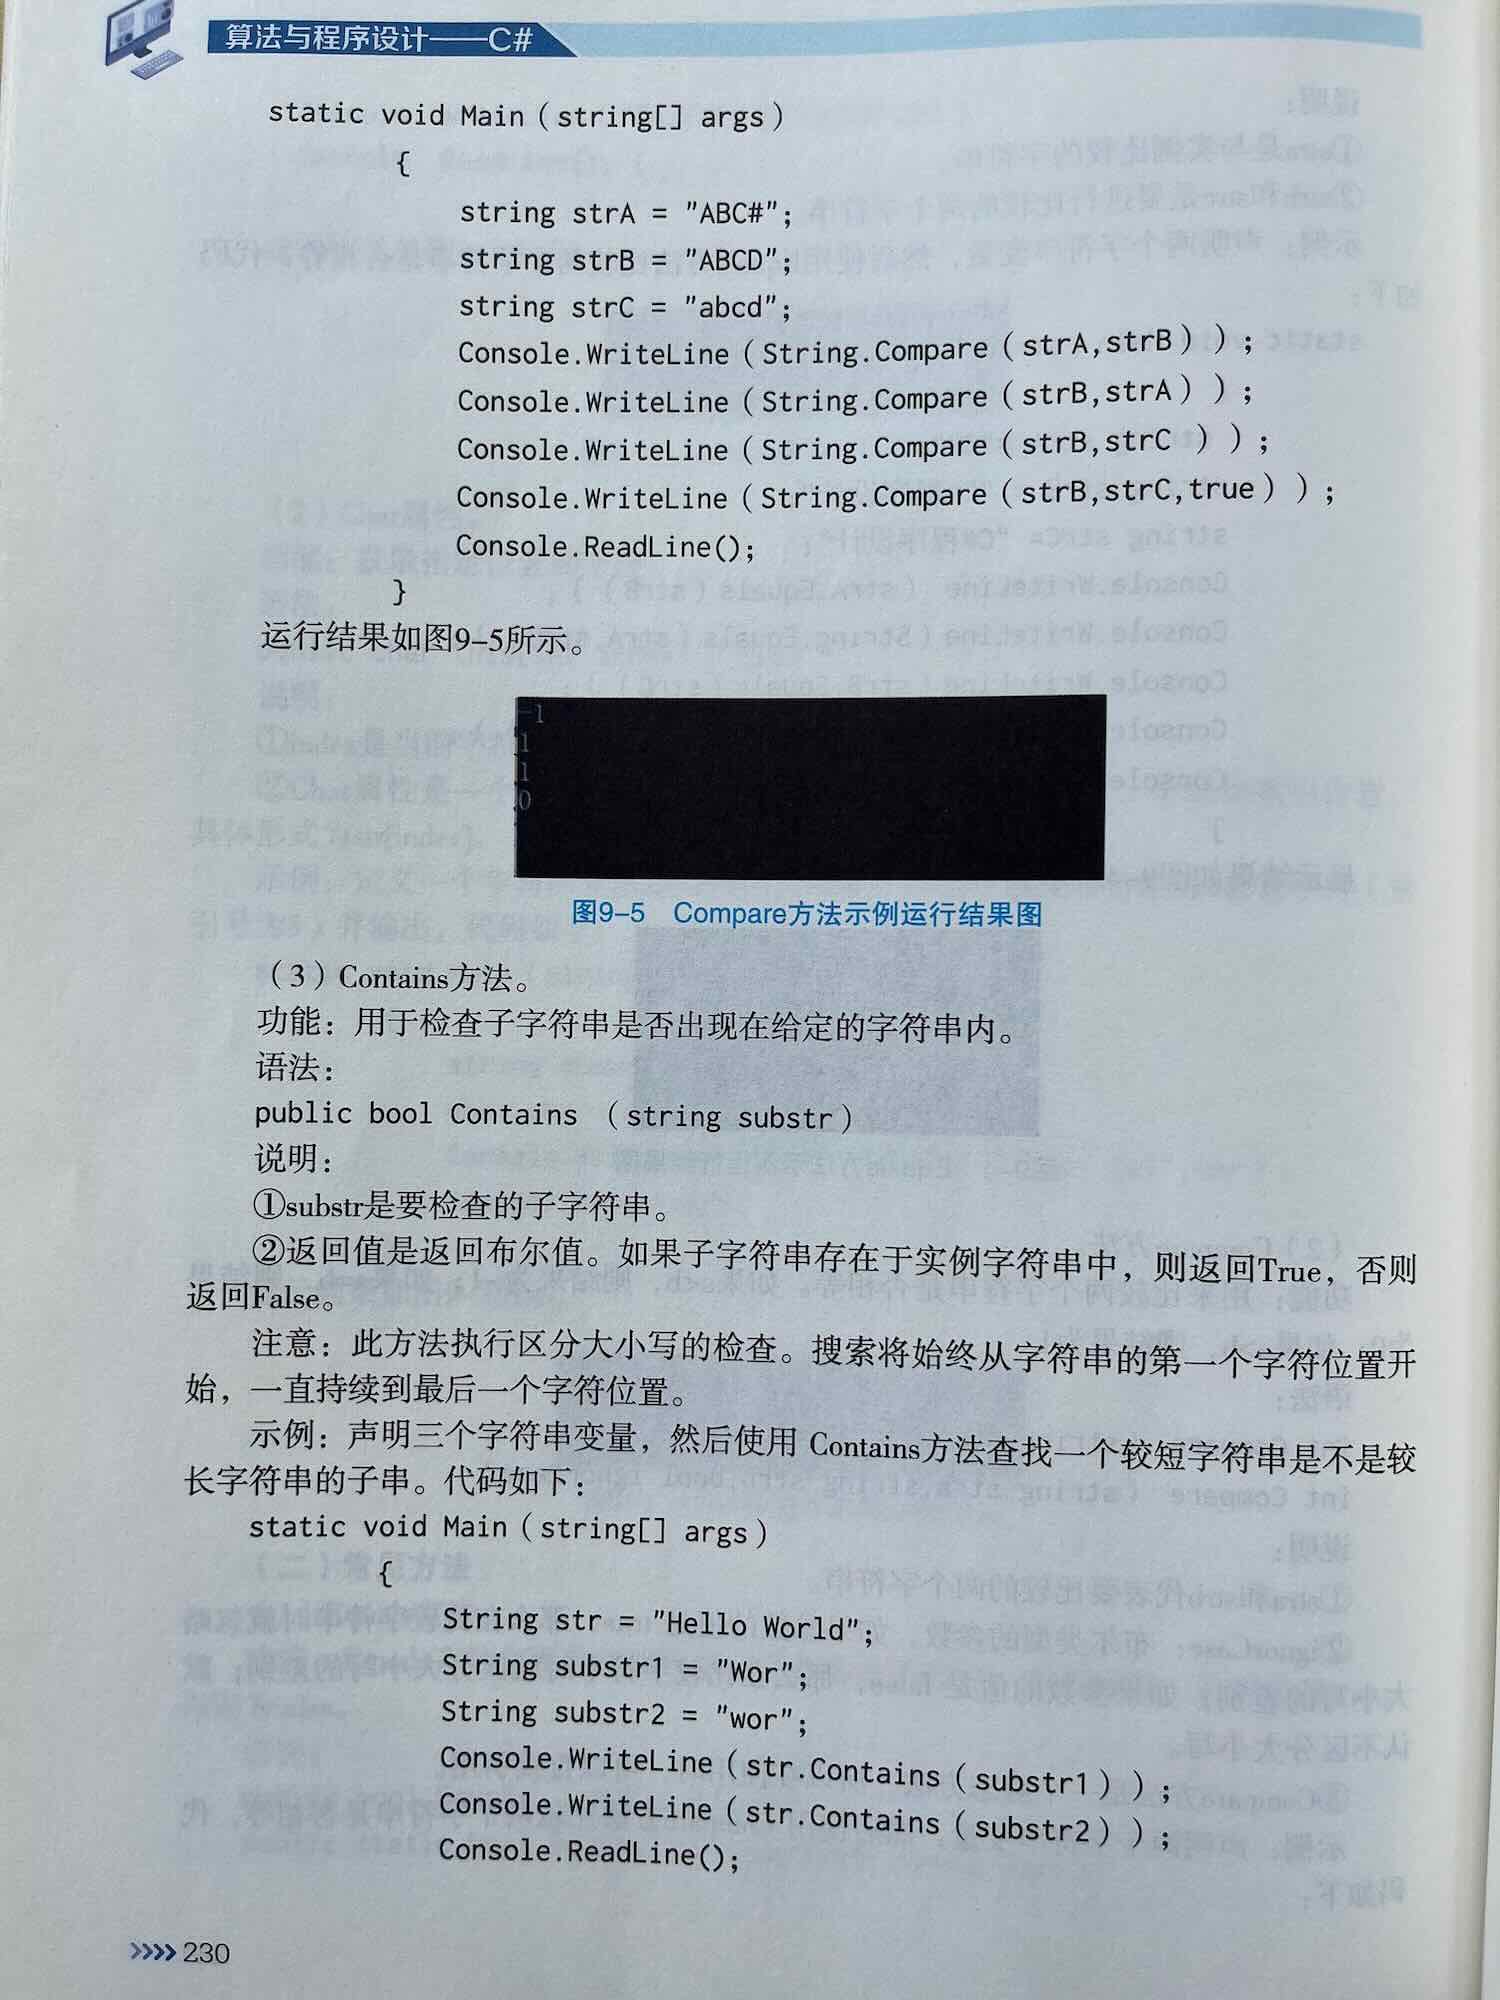 算法与程序设计——C#
static void Main（string[] args）
{
string strA = "ABC#";
string strB = "ABCD";
string strC = "abcd";
Console.WriteLine（String.Compare（strA,strB））;
Console.WriteLine（String.Compare（strB,strA））;
Console.WriteLine（String.Compare（strB,strC ））;
Console.WriteLine（String.Compare（strB,strC,true））;
Console.ReadLine();
}
运行结果如图9-5所示。
-1
1
1
0
图9-5 Compare方法示例运行结果图
（3）Contains方法。
功能：用于检查子字符串是否出现在给定的字符串内。
语法：
public bool Contains （string substr）
说明：
①substr是要检查的子字符串。
②返回值是返回布尔值。如果子字符串存在于实例字符串中，则返回True，否则
返回False。
注意：此方法执行区分大小写的检查。搜索将始终从字符串的第一个字符位置开
始，一直持续到最后一个字符位置。
示例：声明三个字符串变量，然后使用 Contains方法查找一个较短字符串是不是较
长字符串的子串。代码如下：
static void Main（string[] args）
{
String str = "Hello World";
String substr1 = "Wor";
String substr2 = "wor";
Console.WriteLine（str.Contains（substr1））;
Console.WriteLine（str.Contains（substr2））;
Console.ReadLine();
230